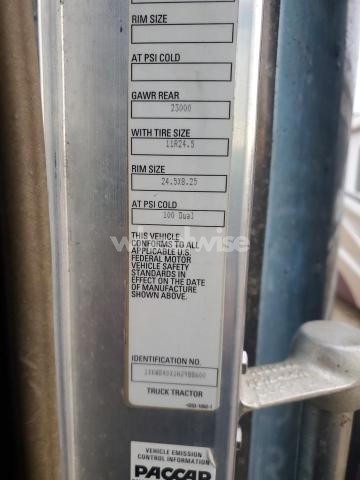 RIM SIZE
AT PSI COLD
GAWR REAR
23000
WITH TIRE SIZE
11R24.5
RIM SIZE
24.5X8.25
AT PSI COLD
100 Dual
THIS VEHICLE
CONFORMS TO ALL
APPLICABLE U.S.
FEDERAL MOTOR
VEHICLE SAFETY
STANDARDS IN
EFFECT ON THE DATE
OF MANUFACTURE
SHOWN ABOVE.
IDENTIFICATION NO.
TRUCK TRACTOR
VEHICLE EMISSION
CONTROL INFORMATION
PACCAR